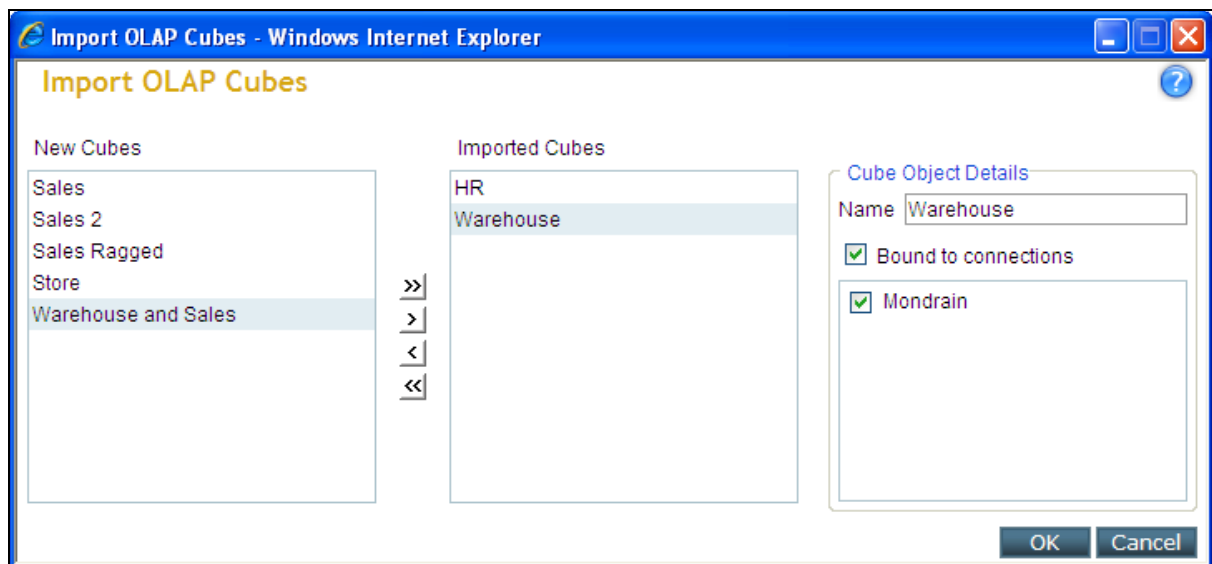 Import OLAP Cubes - Windows Internet Explorer
Import OLAP Cubes
?
New Cubes
Sales
Sales 2
Sales Ragged
Store
Warehouse and Sales
>>
>
<
<<
Imported Cubes
HR
Warehouse
Cube Object Details
Name Warehouse
Bound to connections
Mondrain
OK Cancel